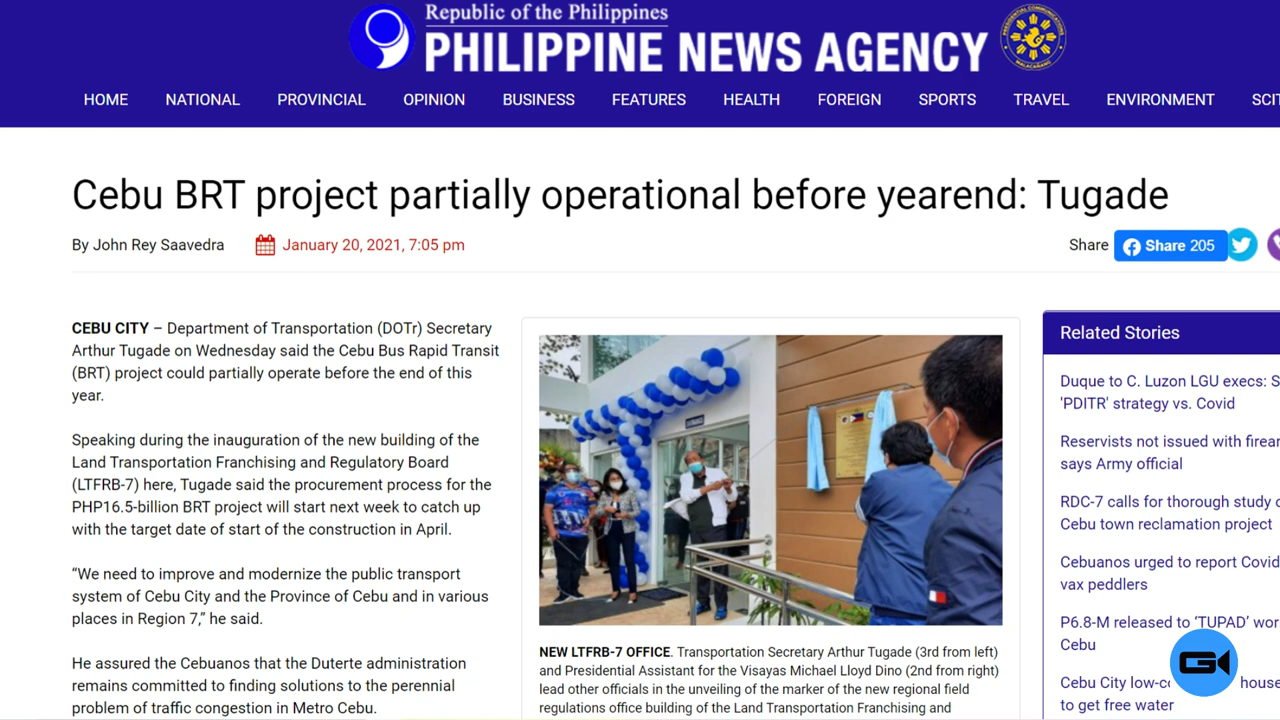 Republic of the Philippines
PHILIPPINE NEWS AGENCY
HOME NATIONAL PROVINCIAL OPINION BUSINESS FEATURES HEALTH FOREIGN SPORTS TRAVEL ENVIRONMENT SCIT
Cebu BRT project partially operational before yearend: Tugade
By John Rey Saavedra January 20, 2021, 7:05 pm
Share Share 205
CEBU CITY – Department of Transportation (DOTr) Secretary
Arthur Tugade on Wednesday said the Cebu Bus Rapid Transit
(BRT) project could partially operate before the end of this
year.
Speaking during the inauguration of the new building of the
Land Transportation Franchising and Regulatory Board
(LTFRB-7) here, Tugade said the procurement process for the
PHP16.5-billion BRT project will start next week to catch up
with the target date of start of the construction in April.
“We need to improve and modernize the public transport
system of Cebu City and the Province of Cebu and in various
places in Region 7,” he said.
He assured the Cebuanos that the Duterte administration
remains committed to finding solutions to the perennial
problem of traffic congestion in Metro Cebu.
NEW LTFRB-7 OFFICE. Transportation Secretary Arthur Tugade (3rd from left)
and Presidential Assistant for the Visayas Michael Lloyd Dino (2nd from right)
lead other officials in the unveiling of the marker of the new regional field
regulations office building of the Land Transportation Franchising and
Related Stories
Duque to C. Luzon LGU execs: S
'PDITR' strategy vs. Covid
Reservists not issued with firear
says Army official
RDC-7 calls for thorough study o
Cebu town reclamation project
Cebuanos urged to report Covid
vax peddlers
P6.8-M released to ‘TUPAD’ wor
Cebu
Cebu City low-c house
to get free water